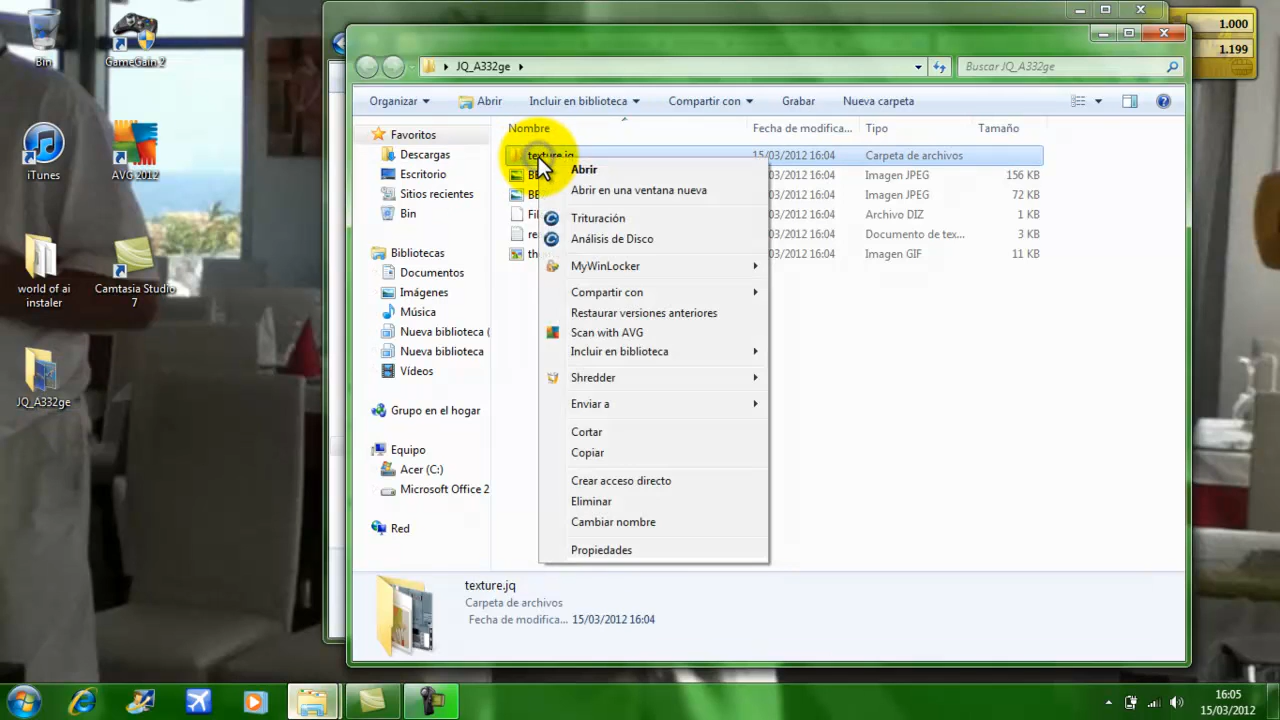 Bin
GameGain 2
iTunes
AVG 2012
world of ai
instaler
Camtasia Studio
7
JQ_A332ge
1.000
1.199
JQ_A332ge
Buscar JQ_A332ge
Organizar Abrir Incluir en biblioteca Compartir con Grabar Nueva carpeta
Nombre Fecha de modifica... Tipo Tamaño
Favoritos
Descargas
Escritorio
Sitios recientes
Bin
Bibliotecas
Documentos
Imágenes
Música
Nueva biblioteca (
Nueva biblioteca
Vídeos
Grupo en el hogar
Equipo
Acer (C:)
Microsoft Office 2
Red
texture.jq 15/03/2012 16:04 Carpeta de archivos
/03/2012 16:04 Imagen JPEG 156 KB
/03/2012 16:04 Imagen JPEG 72 KB
/03/2012 16:04 Archivo DIZ 1 KB
/03/2012 16:04 Documento de tex... 3 KB
/03/2012 16:04 Imagen GIF 11 KB
Abrir
Abrir en una ventana nueva
Trituración
Análisis de Disco
MyWinLocker
Compartir con
Restaurar versiones anteriores
Scan with AVG
Incluir en biblioteca
Shredder
Enviar a
Cortar
Copiar
Crear acceso directo
Eliminar
Cambiar nombre
Propiedades
texture.jq
Carpeta de archivos
Fecha de modifica... 15/03/2012 16:04
16:05
15/03/2012